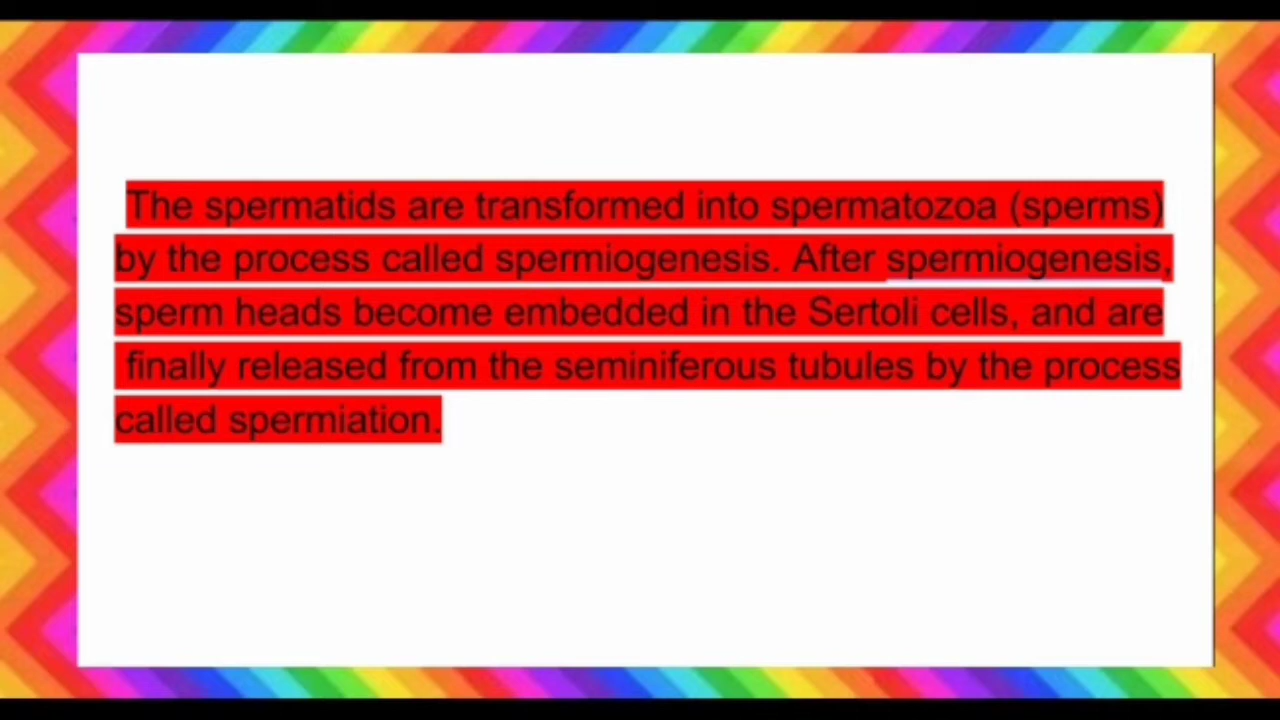 The spermatids are transformed into spermatozoa (sperms)
by the process called spermiogenesis. After spermiogenesis,
sperm heads become embedded in the Sertoli cells, and are
finally released from the seminiferous tubules by the process
called spermiation.